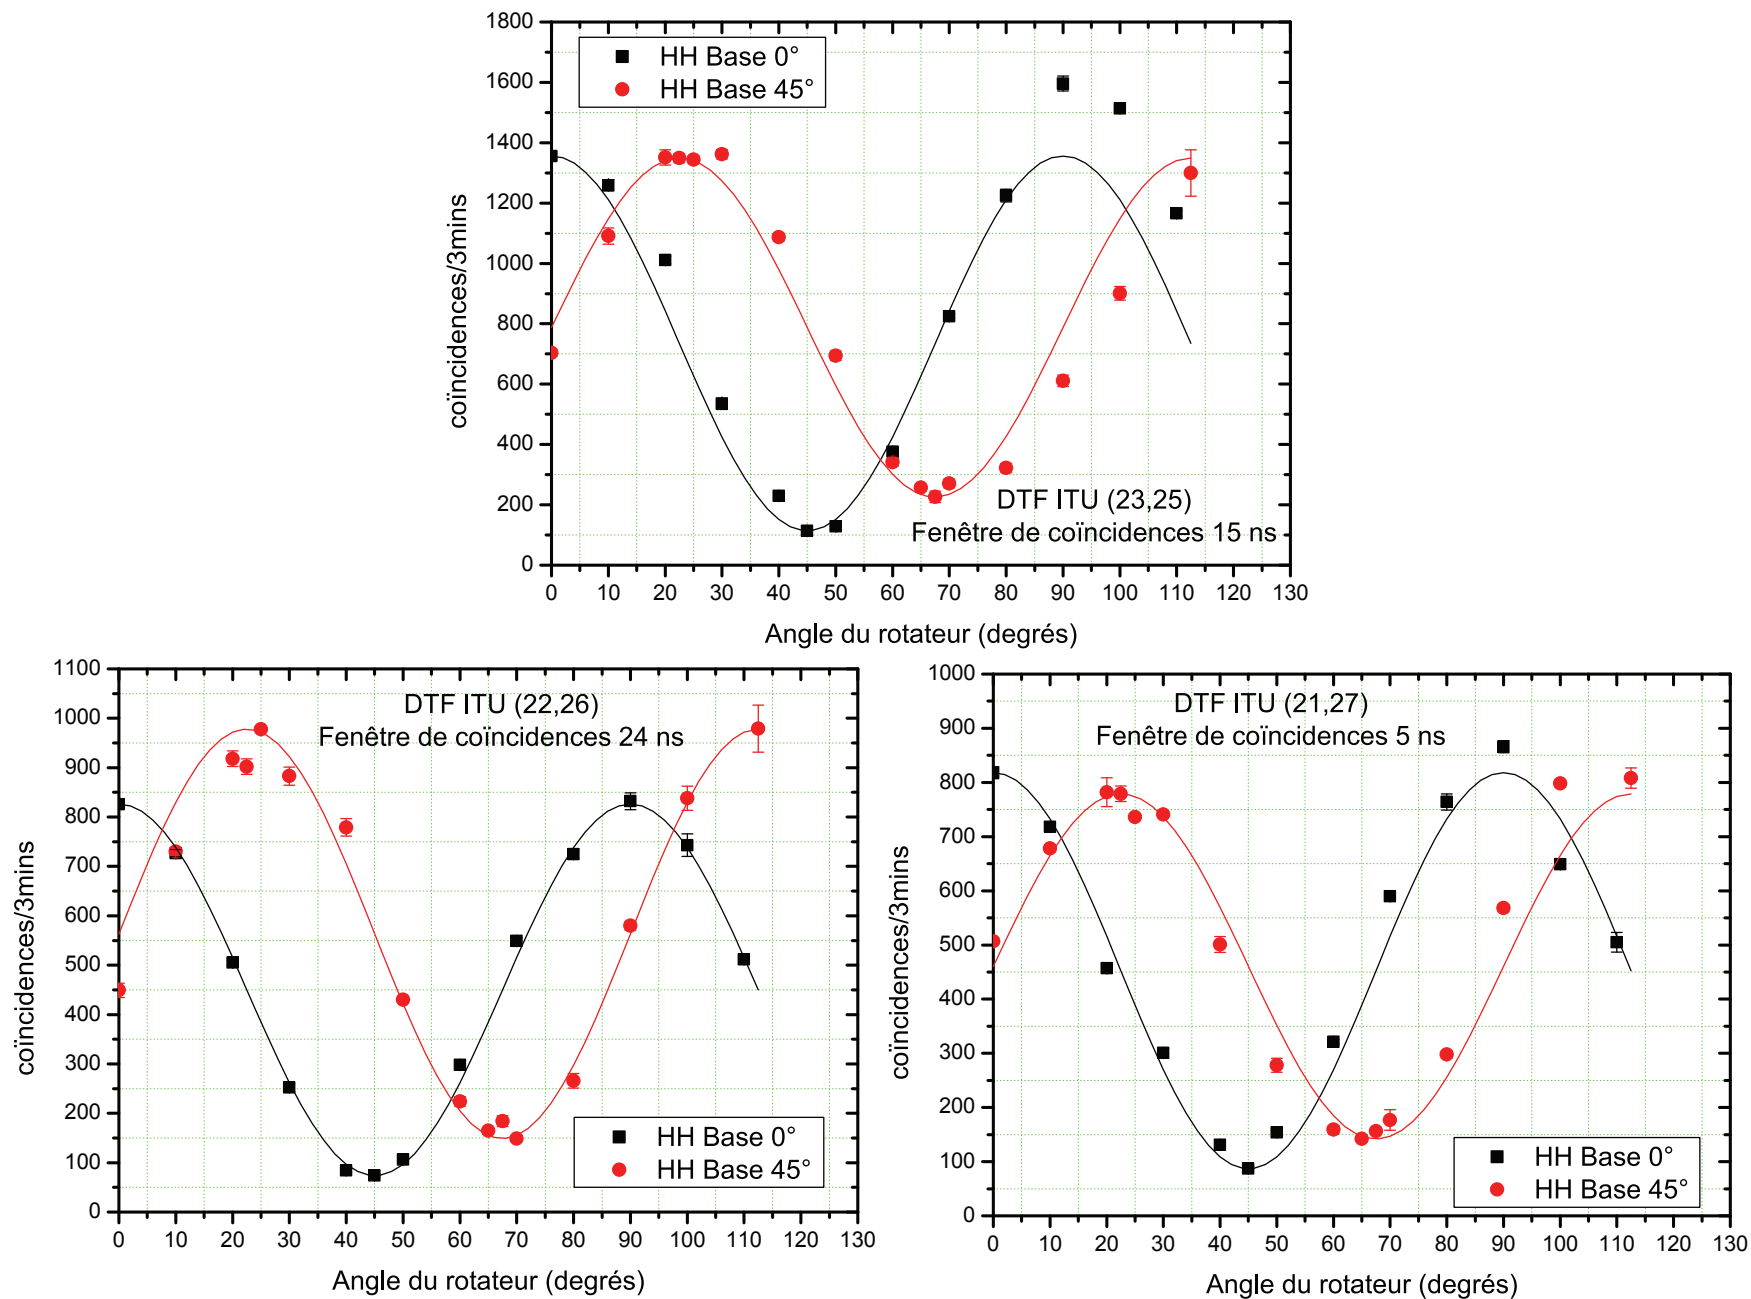 1800
1600
1400
1200
1000
800
600
400
200
0
coïncidences/3mins
HH Base 0°
HH Base 45°
DTF ITU (23,25)
Fenêtre de coïncidences 15 ns
0 10 20 30 40 50 60 70 80 90 100 110 120 130
Angle du rotateur (degrés)
1100
1000
900
800
700
600
500
400
300
200
100
0
coïncidences/3mins
DTF ITU (22,26)
Fenêtre de coïncidences 24 ns
HH Base 0°
HH Base 45°
0 10 20 30 40 50 60 70 80 90 100 110 120 130
Angle du rotateur (degrés)
1000
900
800
700
600
500
400
300
200
100
0
coïncidences/3mins
DTF ITU (21,27)
Fenêtre de coïncidences 5 ns
HH Base 0°
HH Base 45°
0 10 20 30 40 50 60 70 80 90 100 110 120 130
Angle du rotateur (degrés)